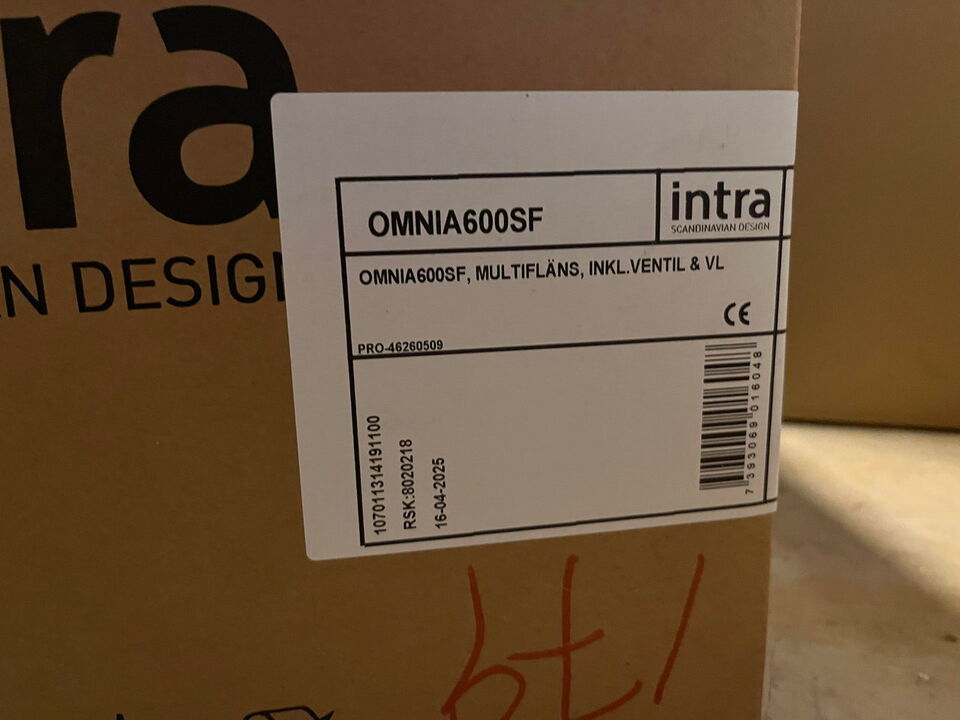 ra
N DESIGN
OMNIA600SF
intra
SCANDINAVIAN DESIGN
OMNIA600SF, MULTIFLÄNS, INKL.VENTIL & VL
CE
PRO-46260509
107011314191100
RSK:8020218
16-04-2025
7393069016048